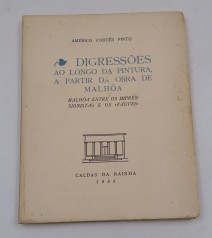 AMÉRICO CORTÊS PINTO
DIGRESSÕES
AO LONGO DA PINTURA,
A PARTIR DA OBRA DE
MALHÔA
MALHÔA ENTRE OS IMPRES-
SIONISTAS E OS «FAUVES»
CALDAS DA RAINHA